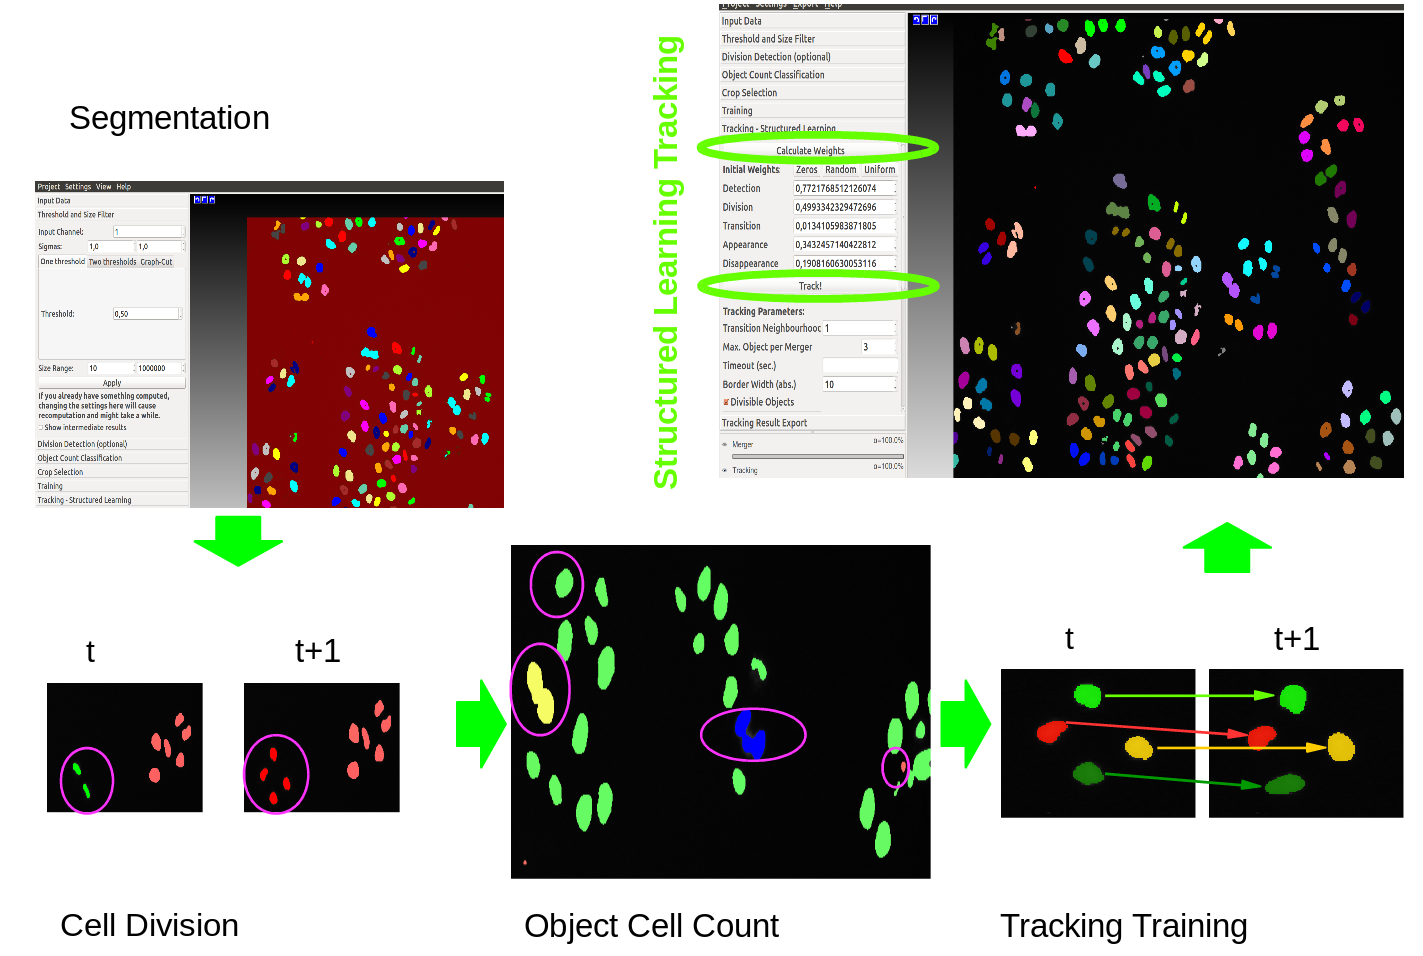 Segmentation
Project Settings View Help
Input Data
Threshold and Size Filter
Input Channel: 1
Sigmas: 1,0 1,0
One threshold Two thresholds Graph-Cut
Threshold: 0,50
Size Range: 10 1000000
Apply
If you already have something computed,
changing the settings here will cause
recomputation and might take a while.
Show intermediate results
Division Detection (optional)
Object Count Classification
Crop Selection
Training
Tracking - Structured Learning
Structured Learning Tracking
Project Settings Export Help
Input Data
Threshold and Size Filter
Division Detection (optional)
Object Count Classification
Crop Selection
Training
Tracking - Structured Learning
Calculate Weights
Initial Weights: Zeros Random Uniform
Detection 0,7721768512126074
Division 0,4993342329472696
Transition 0,0134105983871805
Appearance 0,3432457140422812
Disappearance 0,1908160630053116
Track!
Tracking Parameters:
Transition Neighbourhood 1
Max. Object per Merger 3
Timeout (sec.)
Border Width (abs.) 10
Divisible Objects
Tracking Result Export
Merger α=100.0%
Tracking α=100.0%
t
t+1
Cell Division
Object Cell Count
t
t+1
Tracking Training